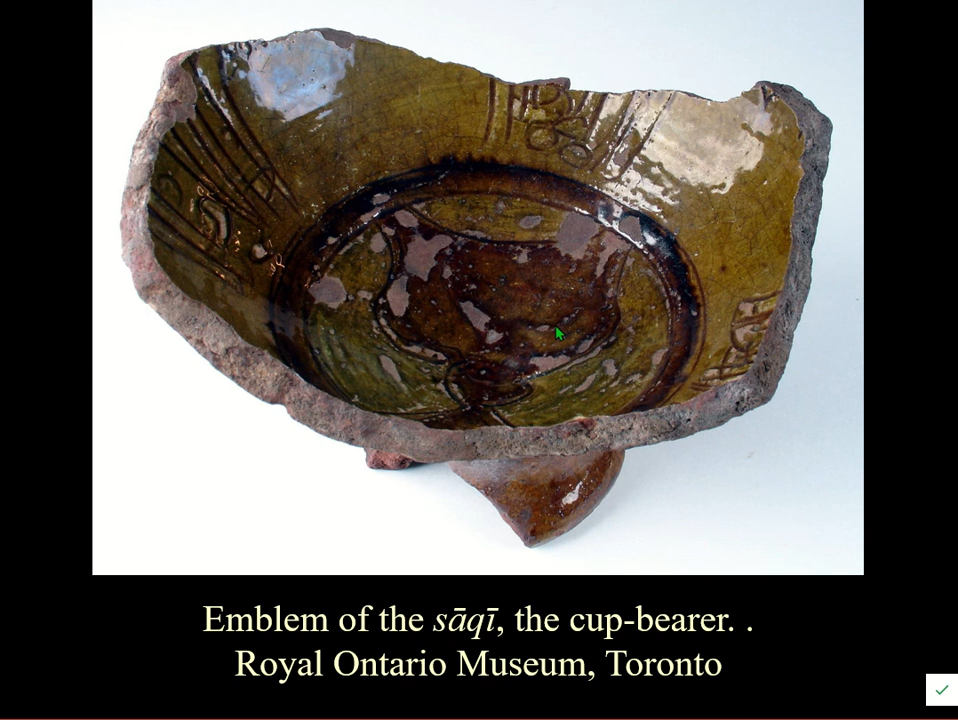 Emblem of the sāqī, the cup-bearer. .
Royal Ontario Museum, Toronto